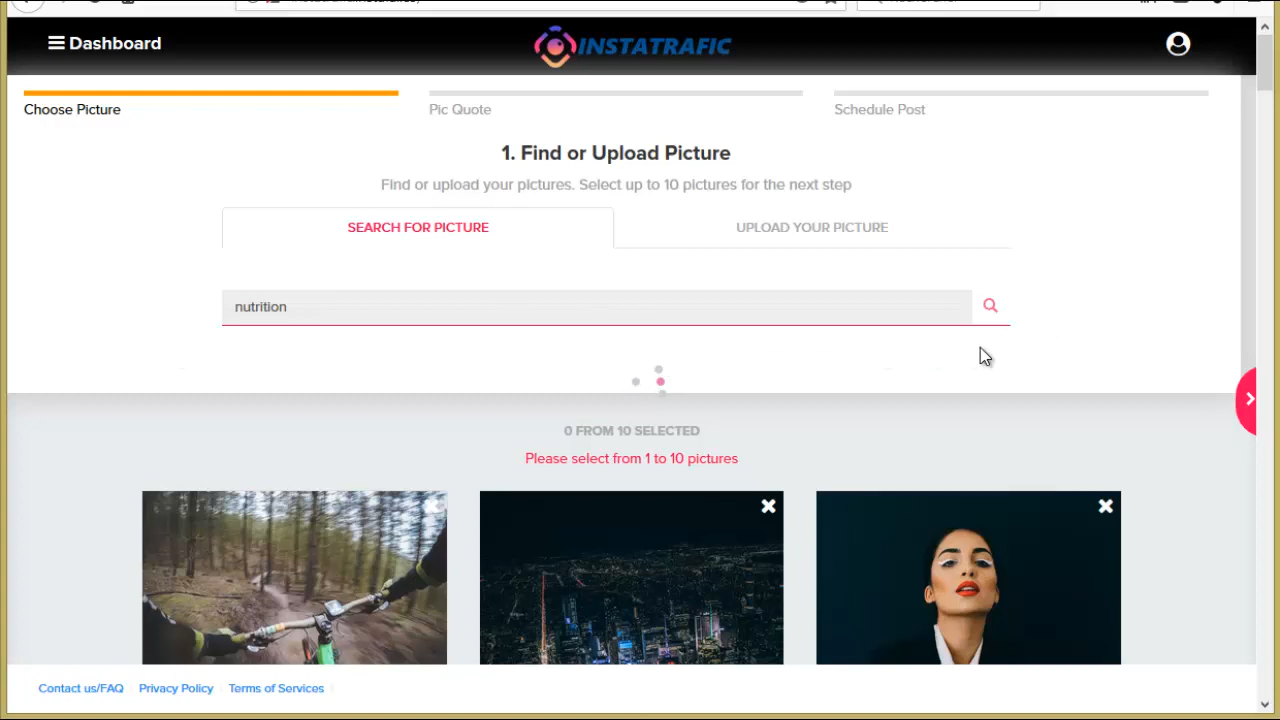 Dashboard
INSTATRAFIC
Choose Picture
Pic Quote
Schedule Post
1. Find or Upload Picture
Find or upload your pictures. Select up to 10 pictures for the next step
SEARCH FOR PICTURE
UPLOAD YOUR PICTURE
nutrition
0 FROM 10 SELECTED
Please select from 1 to 10 pictures
Contact us/FAQ
Privacy Policy
Terms of Services